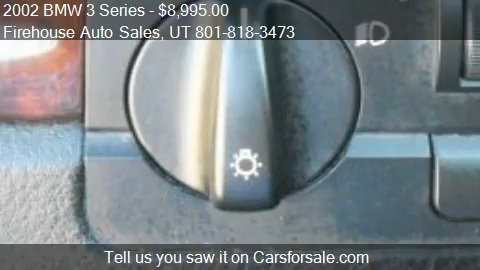 2002 BMW 3 Series - $8,995.00
Firehouse Auto Sales, UT 801-818-3473
Tell us you saw it on Carsforsale.com